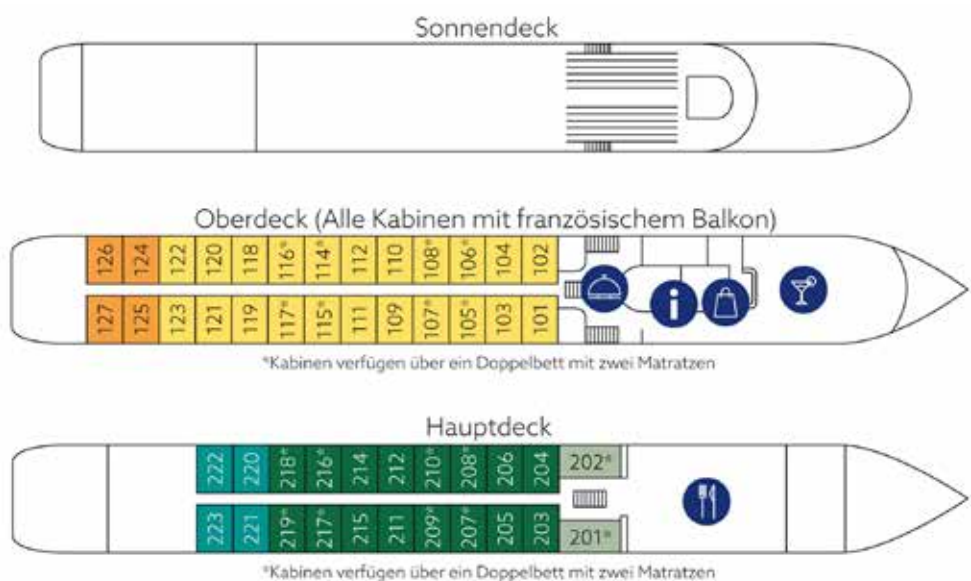 Sonnendeck
Oberdeck (Alle Kabinen mit französischem Balkon)
126 124 122 120 118 116* 114* 112 110 108* 106* 104 102
i
127 125 123 121 119 117* 115* 111 109 107* 105* 103 101
*Kabinen verfügen über ein Doppelbett mit zwei Matratzen
Hauptdeck
222 220 218* 216* 214 212 210* 208* 206 204 202*
223 221 219* 217* 215 211 209* 207* 205 203 201*
*Kabinen verfügen über ein Doppelbett mit zwei Matratzen